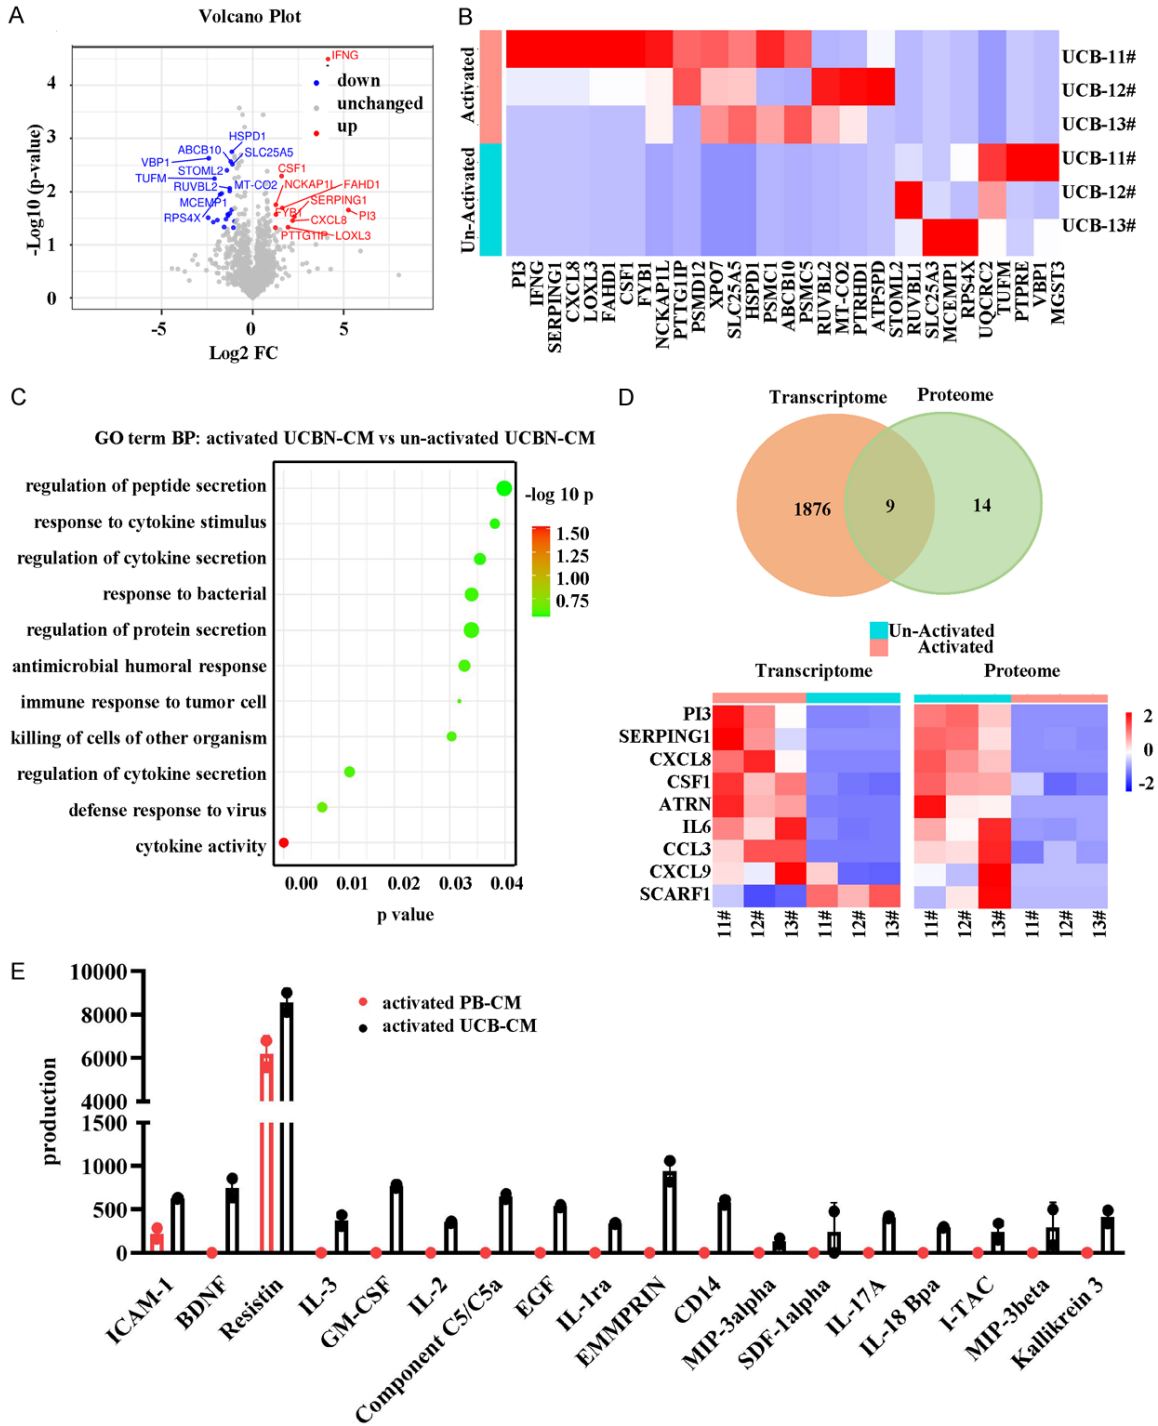 A
Volcano Plot
IFNG
down
unchanged
up
HSPD1
ABCB10
SLC25A5
VBP1
STOML2
TUFM
RUVBL2
MT-CO2
MCEMP1
RPS4X
CSF1
NCKAP1L
FAHD1
SERPING1
FYB1
CXCL8
PI3
PTTG1IP
LOXL3
4
3
2
1
0
-5
0
5
-Log10 (p-value)
Log2 FC
B
Activated
Un-Activated
UCB-11#
UCB-12#
UCB-13#
UCB-11#
UCB-12#
UCB-13#
PI3
IFNG
SERPING1
CXCL8
LOXL3
FAHD1
CSF1
FYB1
NCKAP1L
PTTG1IP
PSMD12
XPO7
SLC25A5
HSPD1
PSMC1
ABCB10
PSMC5
RUVBL2
MT-CO2
PTRHD1
ATP5PD
STOML2
RUVBL1
SLC25A3
MCEMP1
RPS4X
UQCRC2
TUFM
PTPRE
VBP1
MGST3
C
GO term BP: activated UCBN-CM vs un-activated UCBN-CM
regulation of peptide secretion
response to cytokine stimulus
regulation of cytokine secretion
response to bacterial
regulation of protein secretion
antimicrobial humoral response
immune response to tumor cell
killing of cells of other organism
regulation of cytokine secretion
defense response to virus
cytokine activity
0.00 0.01 0.02 0.03 0.04
p value
-log 10 p
1.50
1.25
1.00
0.75
D
Transcriptome
Proteome
1876
9
14
Un-Activated
Activated
Transcriptome
Proteome
PI3
SERPING1
CXCL8
CSF1
ATRN
IL6
CCL3
CXCL9
SCARF1
11#
12#
13#
11#
12#
13#
11#
12#
13#
11#
12#
13#
2
0
-2
E
production
10000
8000
6000
4000
1500
1000
500
0
activated PB-CM
activated UCB-CM
ICAM-1
BDNF
Resistin
IL-3
GM-CSF
IL-2
Component C5/C5a
EGF
IL-1ra
EMMPRIN
CD14
MIP-3alpha
SDF-1alpha
IL-17A
IL-18 Bpa
I-TAC
MIP-3beta
Kallikrein 3